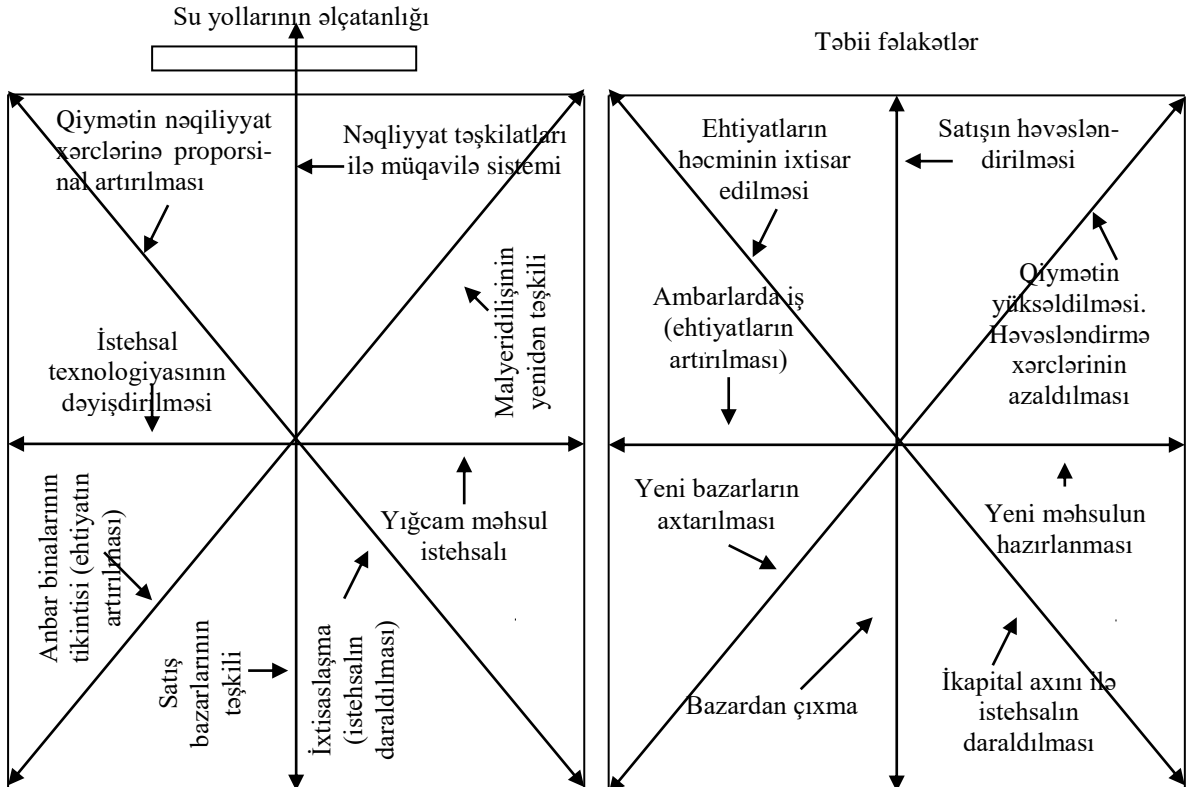 Su yollarının əlçatanlığı
Qiymətin nəqiliyyat
xərclərinə proporsi-
nal artırılması
Nəqliyyat təşkilatları
ilə müqavilə sistemi
Malyeridilişinin
yenidən təşkili
İstehsal
texnologiyasının
dəyişdirilməsi
Anbar binalarının
tikintisi (ehtiyatın
artırılması)
Satış
bazarlarının
təşkili
İxtisaslaşma
(istehsalın
daraldılması)
Yığcam məhsul
istehsalı
Təbii fəlakətlər
Ehtiyatların
həcminin ixtisar
edilməsi
Satışın həvəslən-
dirilməsi
Ambarlarda iş
(ehtiyatların
artırılması)
Qiymətin
yüksəldilməsi.
Həvəsləndirmə
xərclərinin
azaldılması
Yeni bazarların
axtarılması
Yeni məhsulun
hazırlanması
Bazardan çıxma
İkapital axını ilə
istehsalın
daraldılması